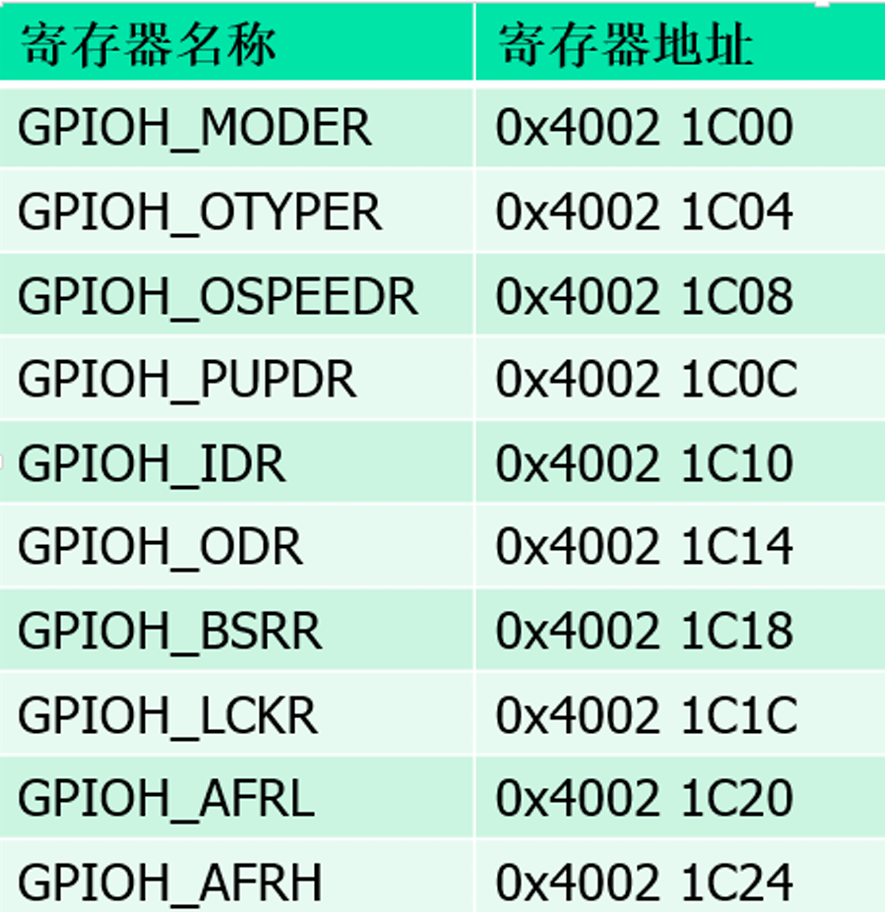 寄存器名称 寄存器地址
GPIOH_MODER 0x4002 1C00
GPIOH_OTYPER 0x4002 1C04
GPIOH_OSPEEDR 0x4002 1C08
GPIOH_PUPDR 0x4002 1C0C
GPIOH_IDR 0x4002 1C10
GPIOH_ODR 0x4002 1C14
GPIOH_BSRR 0x4002 1C18
GPIOH_LCKR 0x4002 1C1C
GPIOH_AFRL 0x4002 1C20
GPIOH_AFRH 0x4002 1C24